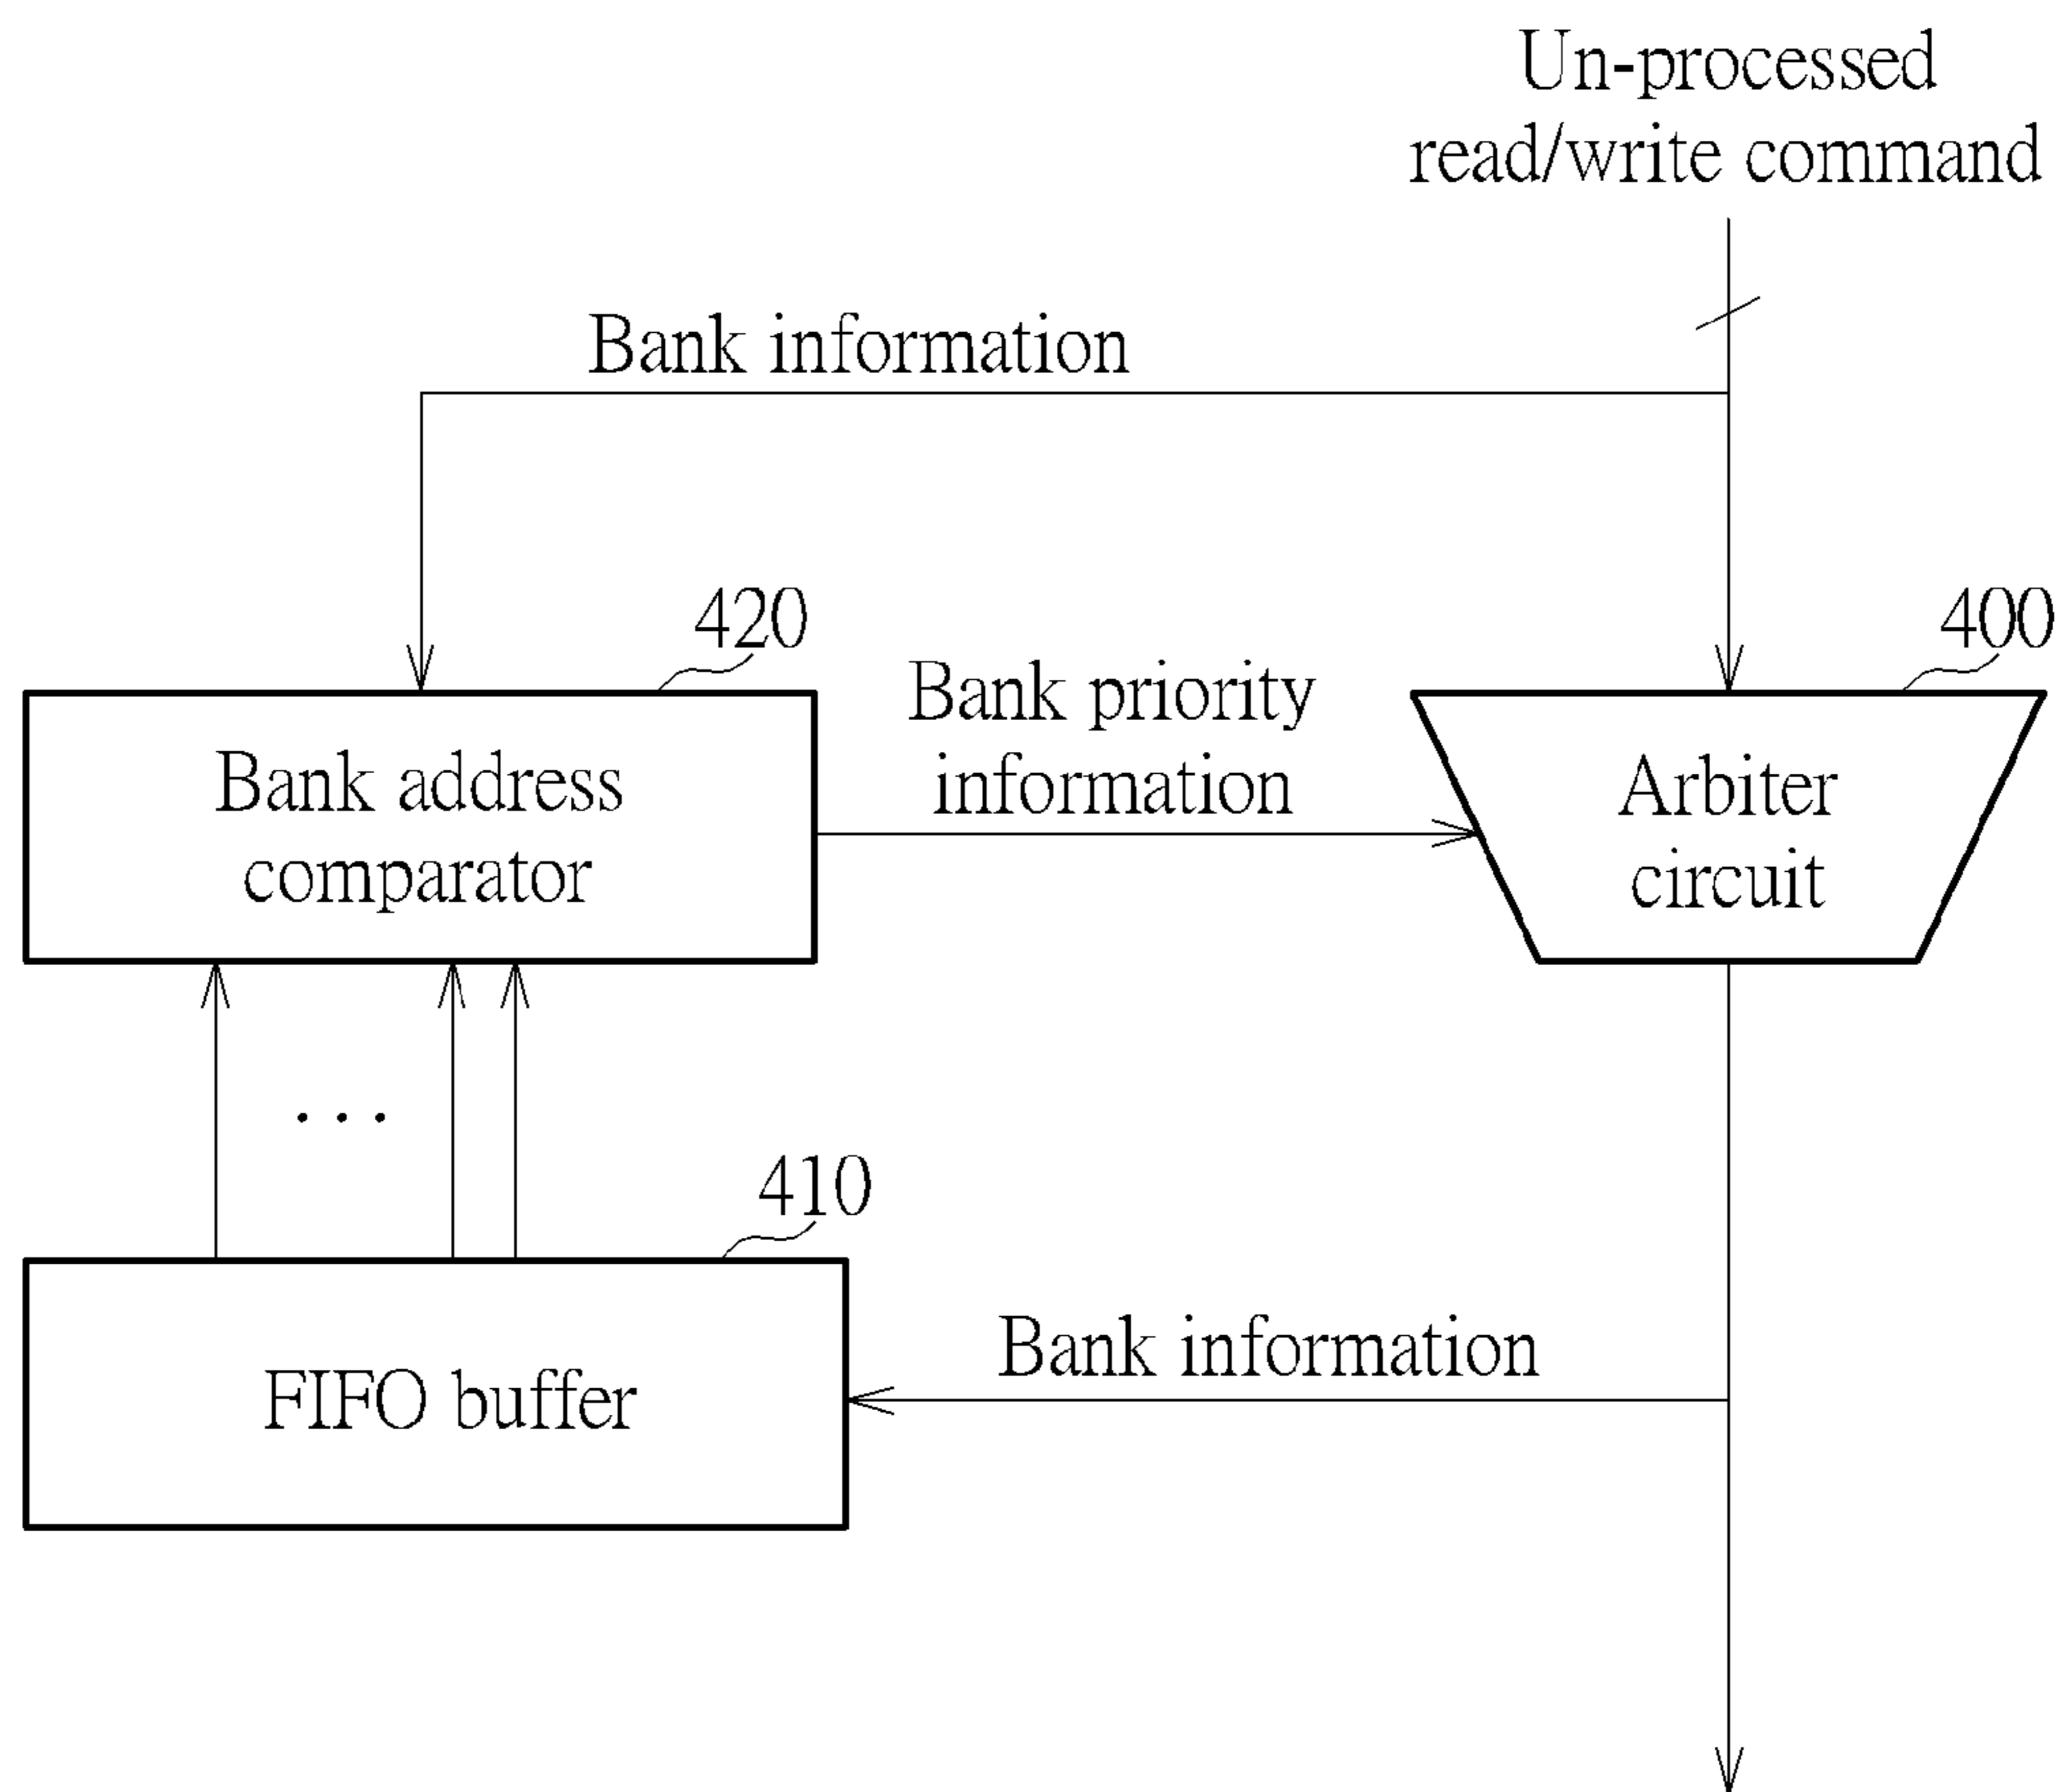 Un-processed
read/write command
Bank information
420
400
Bank priority
information
Bank address
comparator
Arbiter
circuit
410
Bank information
FIFO buffer